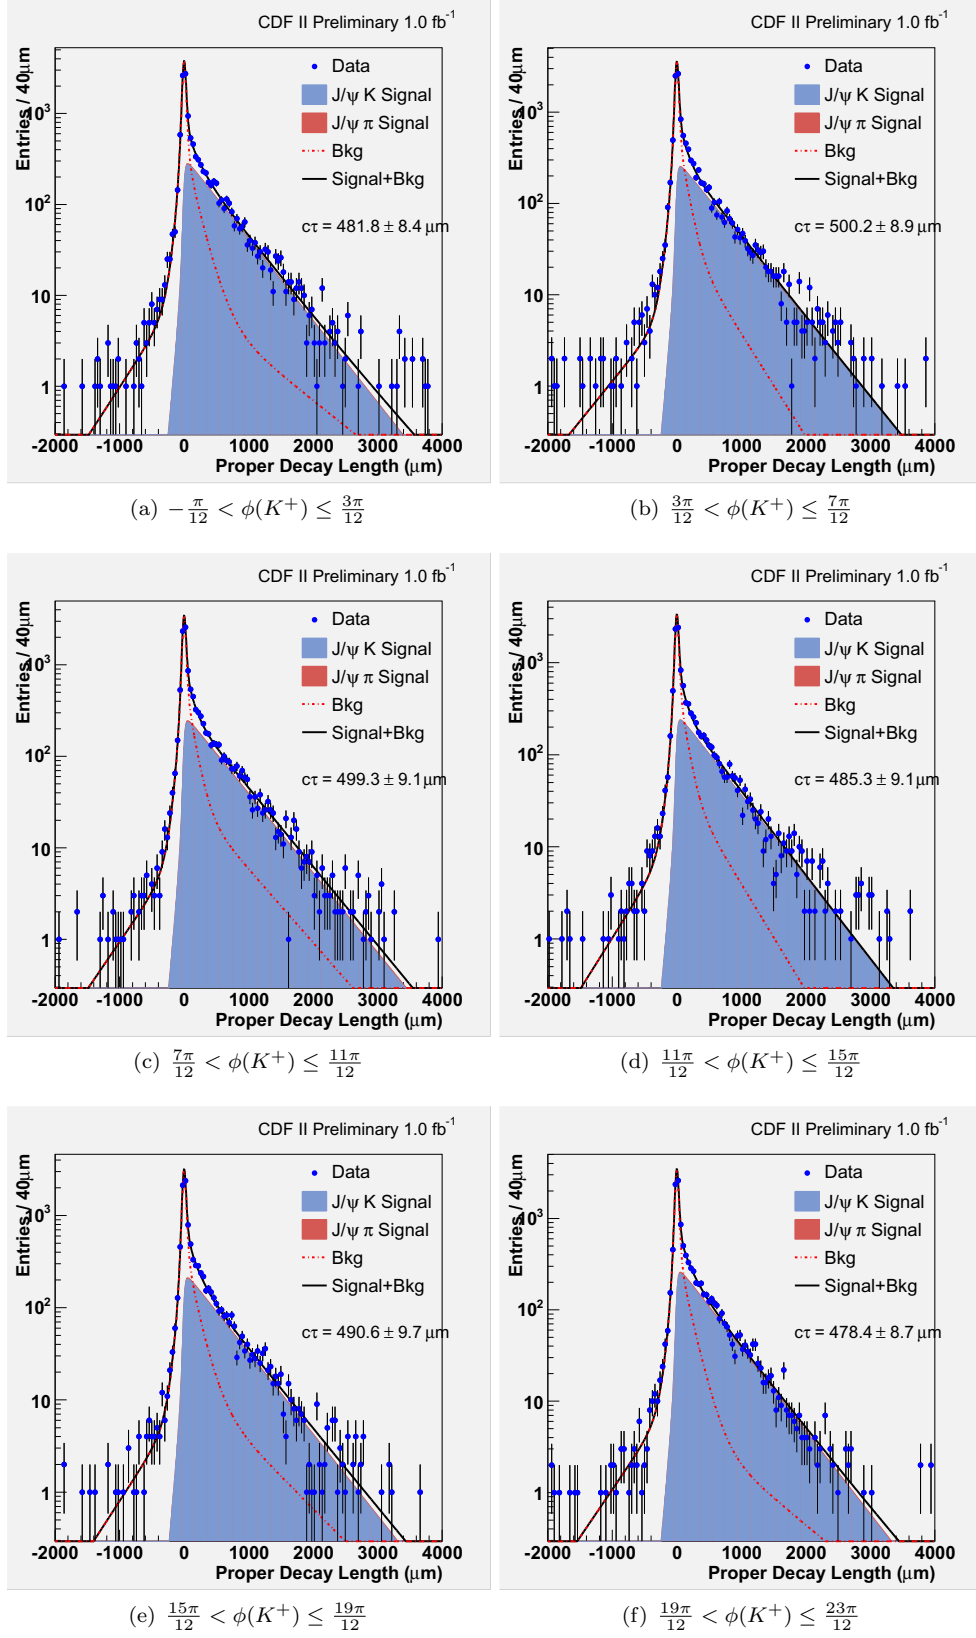 CDF II Preliminary 1.0 fb⁻¹
Entries / 40μm
Data
J/ψ K Signal
J/ψ π Signal
Bkg
Signal+Bkg
cτ = 481.8 ± 8.4 μm
10³
10²
10
1
-2000 -1000 0 1000 2000 3000 4000
Proper Decay Length (μm)
(a) −π/12 < ϕ(K⁺) ≤ 3π/12
CDF II Preliminary 1.0 fb⁻¹
Entries / 40μm
Data
J/ψ K Signal
J/ψ π Signal
Bkg
Signal+Bkg
cτ = 500.2 ± 8.9 μm
10³
10²
10
1
-2000 -1000 0 1000 2000 3000 4000
Proper Decay Length (μm)
(b) 3π/12 < ϕ(K⁺) ≤ 7π/12
CDF II Preliminary 1.0 fb⁻¹
Entries / 40μm
Data
J/ψ K Signal
J/ψ π Signal
Bkg
Signal+Bkg
cτ = 499.3 ± 9.1 μm
10³
10²
10
1
-2000 -1000 0 1000 2000 3000 4000
Proper Decay Length (μm)
(c) 7π/12 < ϕ(K⁺) ≤ 11π/12
CDF II Preliminary 1.0 fb⁻¹
Entries / 40μm
Data
J/ψ K Signal
J/ψ π Signal
Bkg
Signal+Bkg
cτ = 485.3 ± 9.1 μm
10³
10²
10
1
-2000 -1000 0 1000 2000 3000 4000
Proper Decay Length (μm)
(d) 11π/12 < ϕ(K⁺) ≤ 15π/12
CDF II Preliminary 1.0 fb⁻¹
Entries / 40μm
Data
J/ψ K Signal
J/ψ π Signal
Bkg
Signal+Bkg
cτ = 490.6 ± 9.7 μm
10³
10²
10
1
-2000 -1000 0 1000 2000 3000 4000
Proper Decay Length (μm)
(e) 15π/12 < ϕ(K⁺) ≤ 19π/12
CDF II Preliminary 1.0 fb⁻¹
Entries / 40μm
Data
J/ψ K Signal
J/ψ π Signal
Bkg
Signal+Bkg
cτ = 478.4 ± 8.7 μm
10³
10²
10
1
-2000 -1000 0 1000 2000 3000 4000
Proper Decay Length (μm)
(f) 19π/12 < ϕ(K⁺) ≤ 23π/12